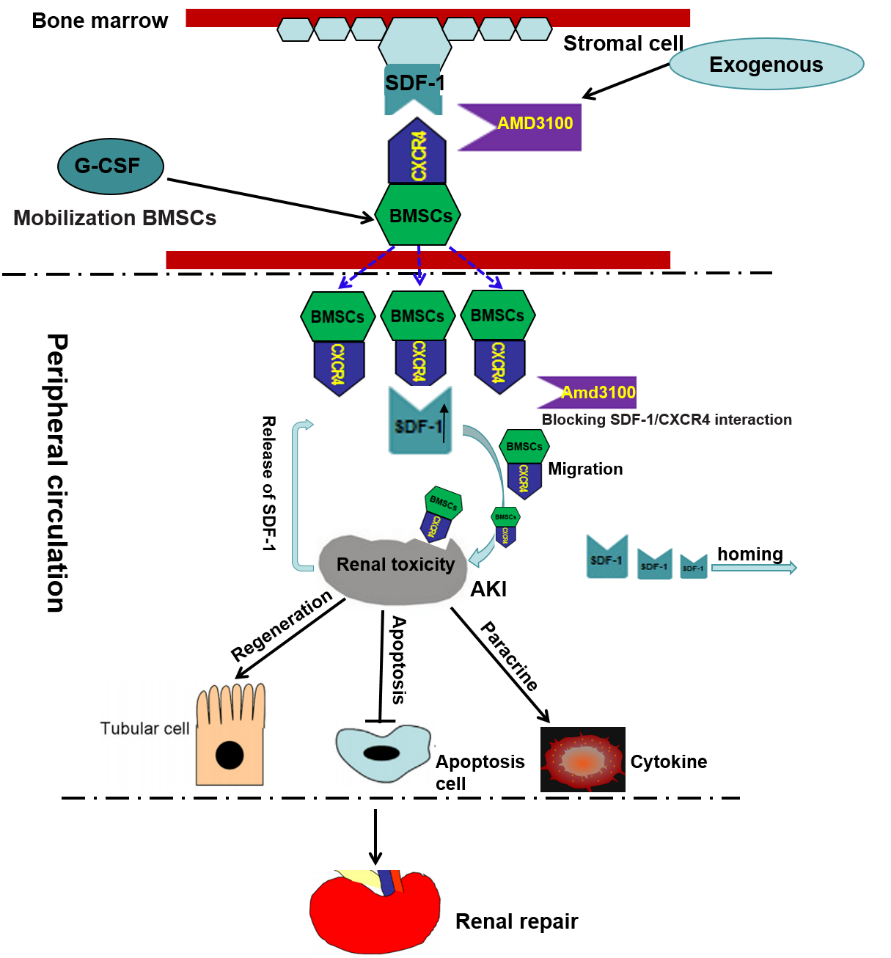 Bone marrow
Stromal cell
Exogenous
SDF-1
AMD3100
CXCR4
G-CSF
BMSCs
Mobilization BMSCs
BMSCs
BMSCs
BMSCs
CXCR4
CXCR4
CXCR4
Peripheral circulation
Amd3100
Blocking SDF-1/CXCR4 interaction
SDF-1
Release of SDF-1
BMSCs
CXCR4
Migration
BMSCs
CXCR4
BMSCs
CXCR4
Renal toxicity
AKI
SDF-1
SDF-1
SDF-1
homing
Regeneration
Apoptosis
Paracrine
Tubular cell
Apoptosis
cell
Cytokine
Renal repair